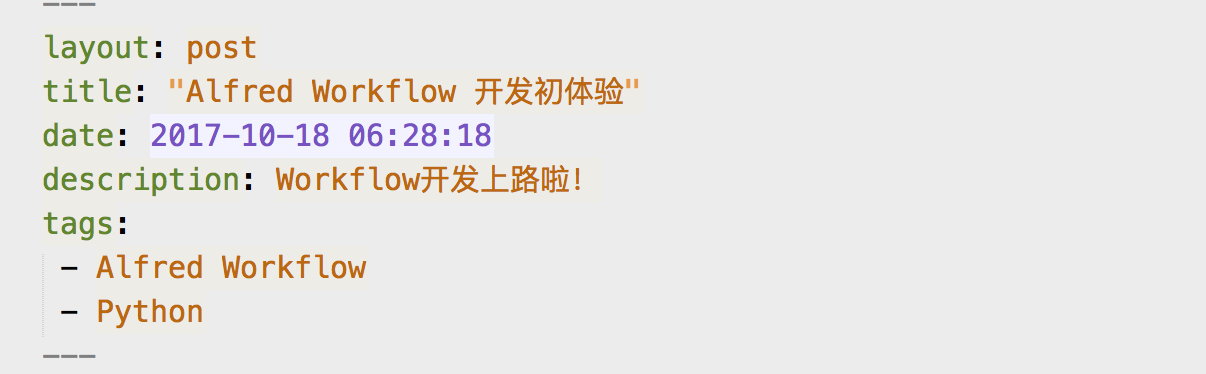 ---
layout: post
title: "Alfred Workflow 开发初体验"
date: 2017-10-18 06:28:18
description: Workflow开发上路啦!
tags:
 - Alfred Workflow
 - Python
---